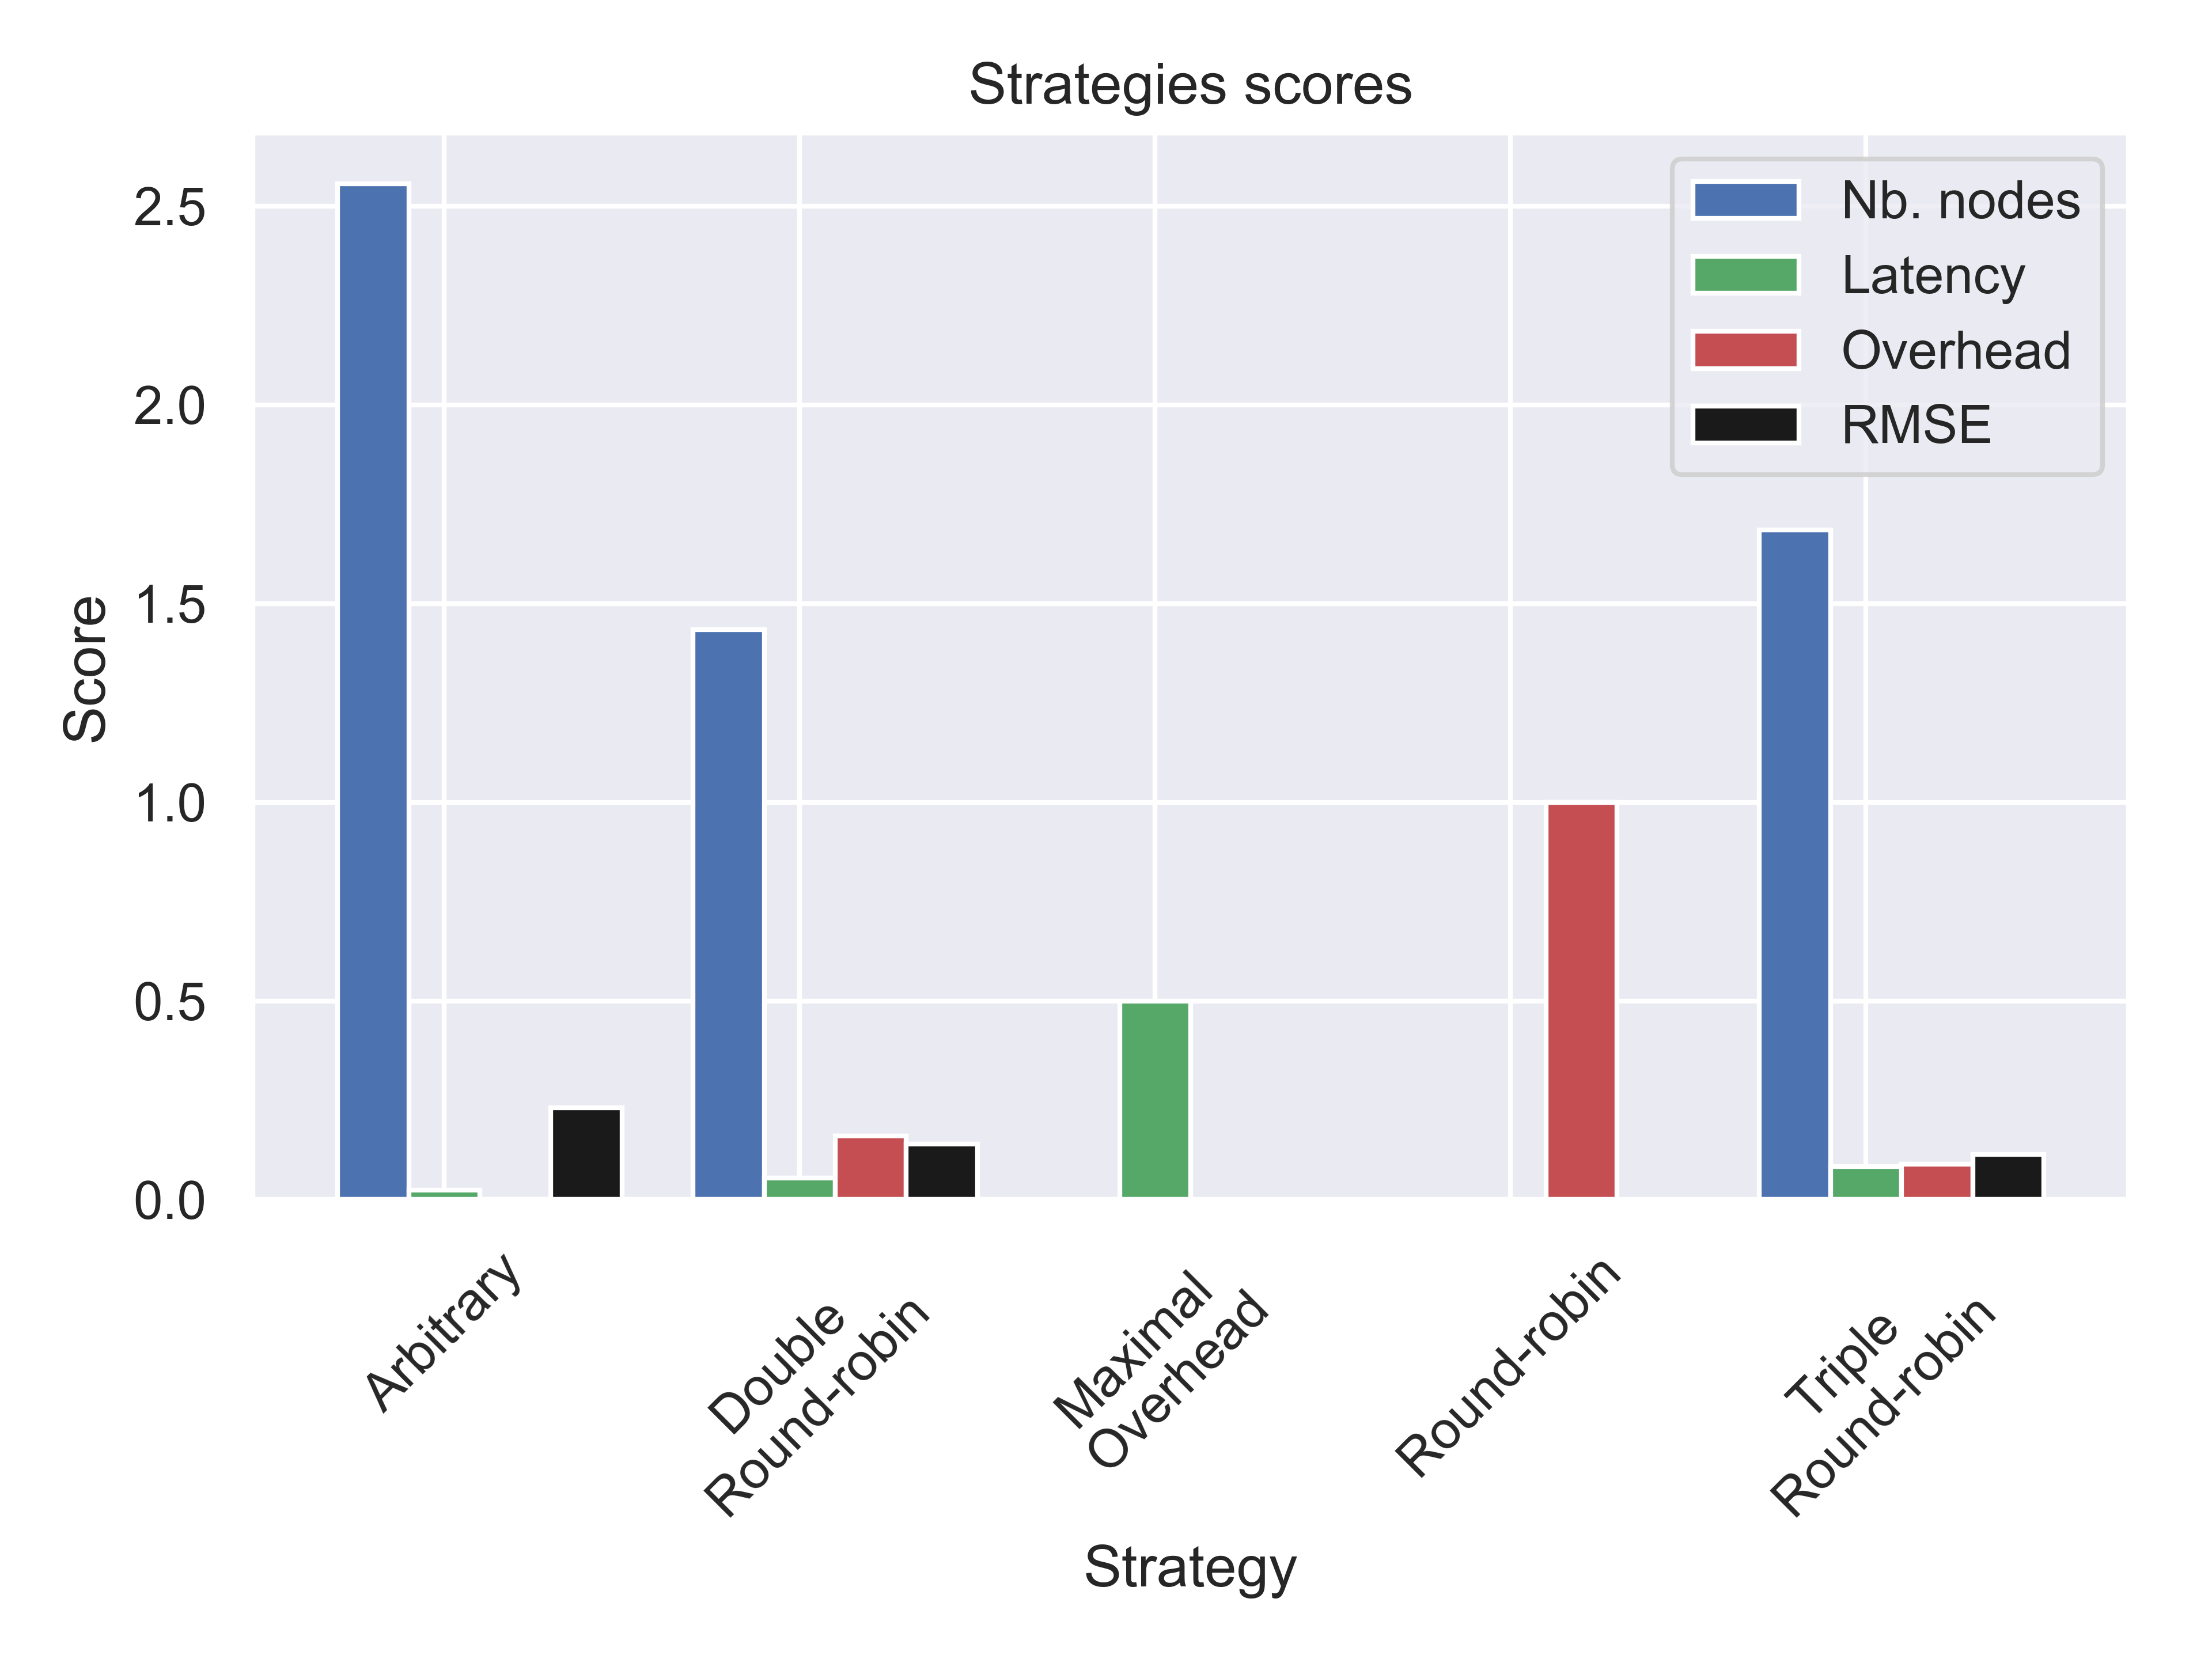 Strategies scores
Nb. nodes
Latency
Overhead
RMSE
Score
2.5
2.0
1.5
1.0
0.5
0.0
Arbitrary
Double
Round-robin
Maximal
Overhead
Round-robin
Triple
Round-robin
Strategy